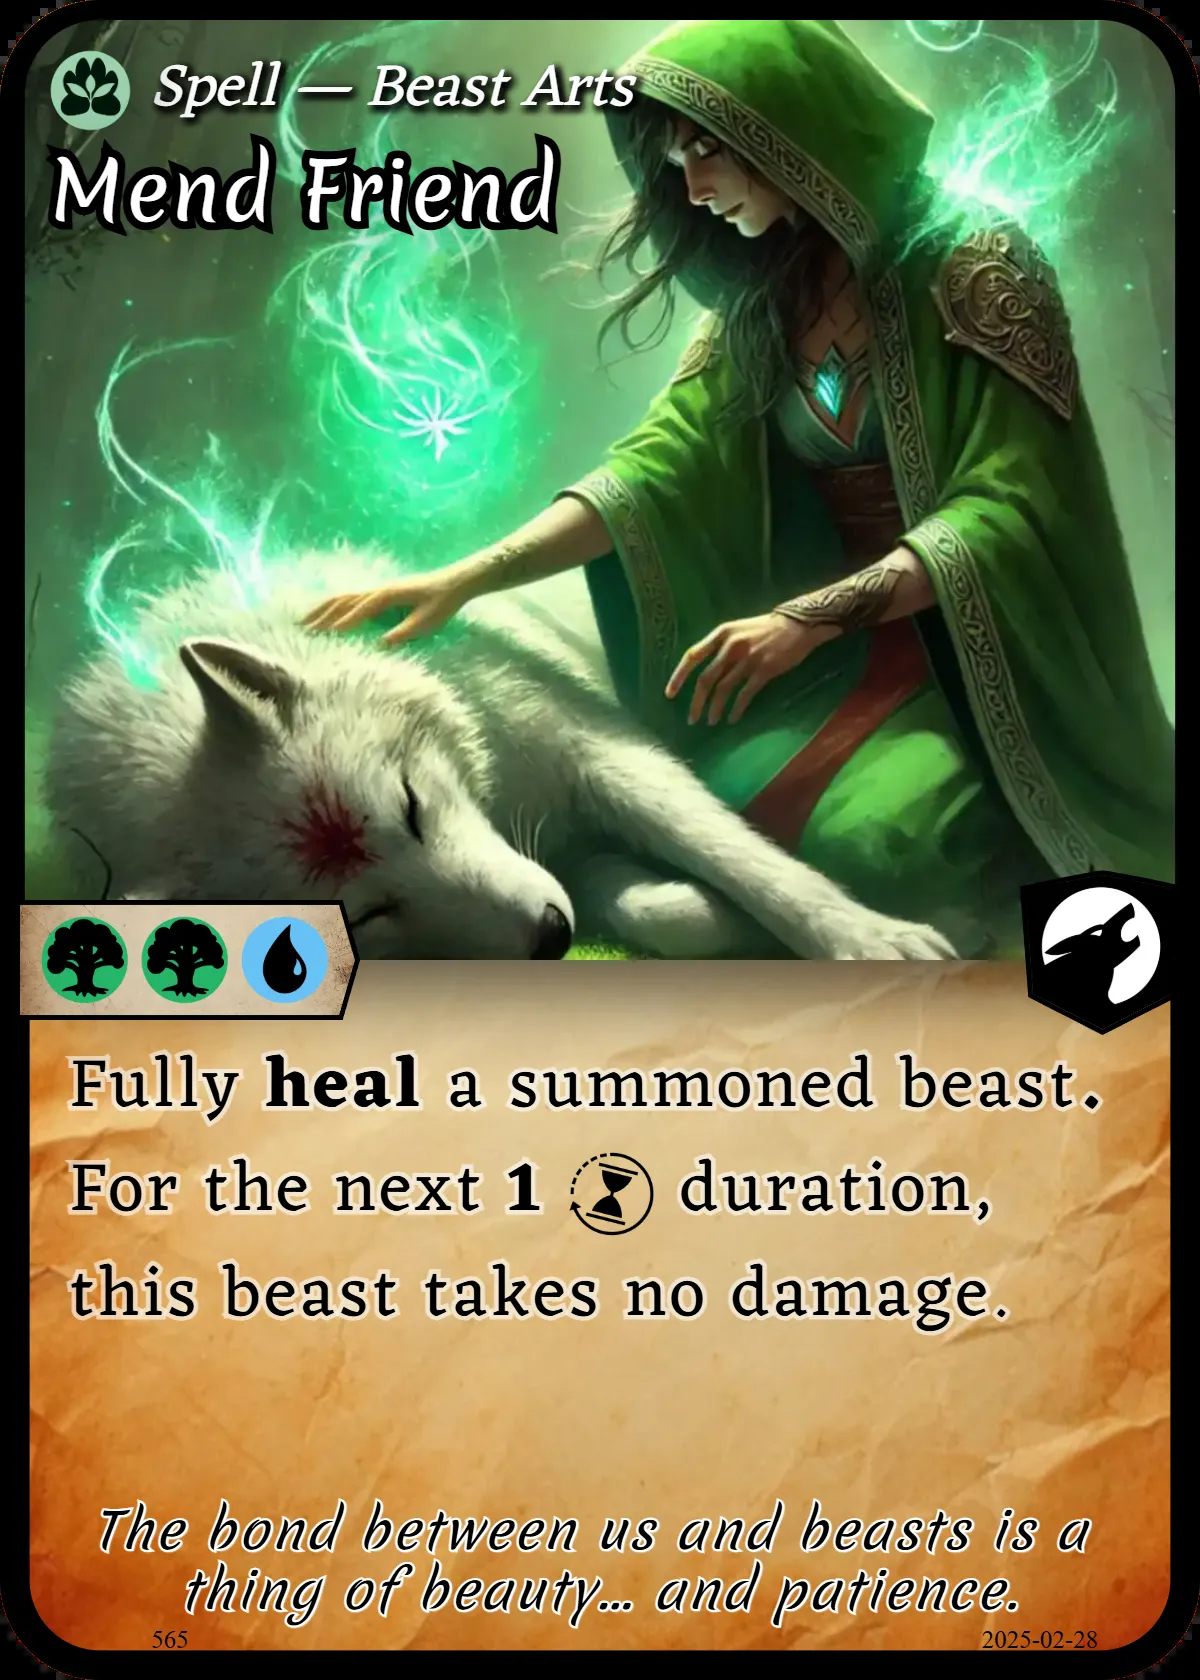 Spell — Beast Arts
Mend Friend
Fully heal a summoned beast.
For the next 1 duration,
this beast takes no damage.
The bond between us and beasts is a
thing of beauty... and patience.
565
2025-02-28